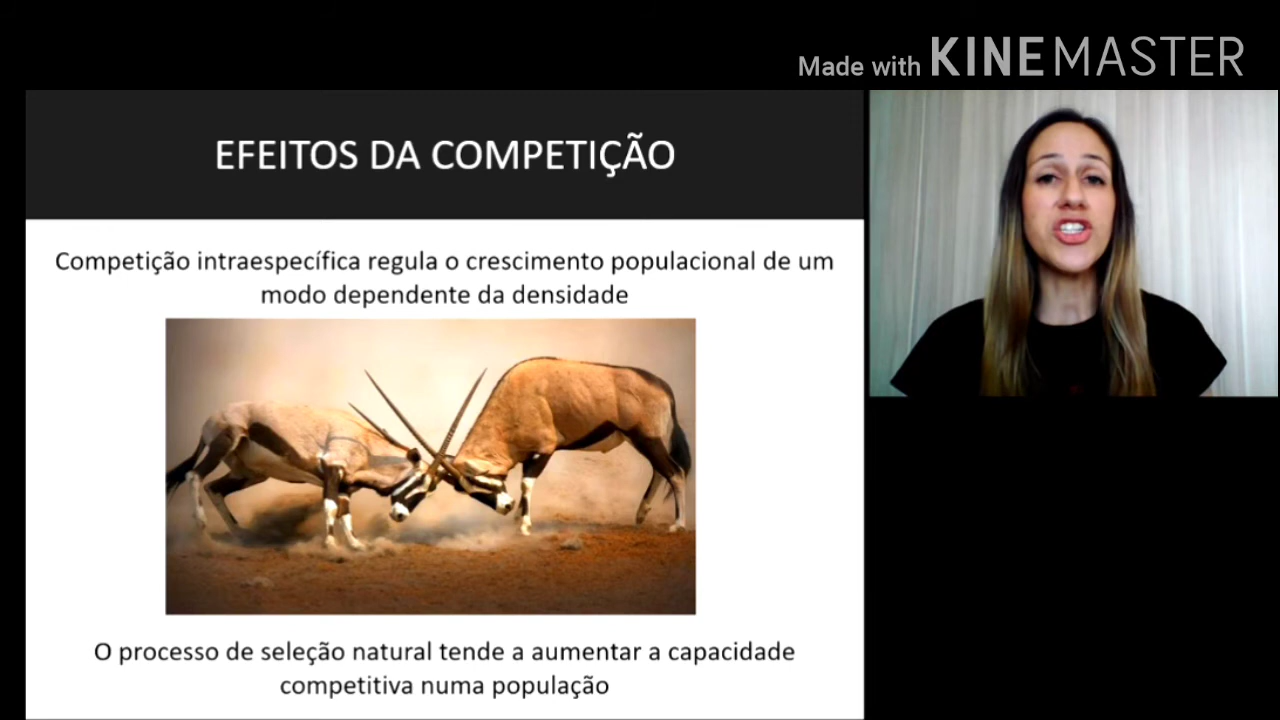 Made with KINEMASTER
EFEITOS DA COMPETIÇÃO
Competição intraespecífica regula o crescimento populacional de um
modo dependente da densidade
O processo de seleção natural tende a aumentar a capacidade
competitiva numa população